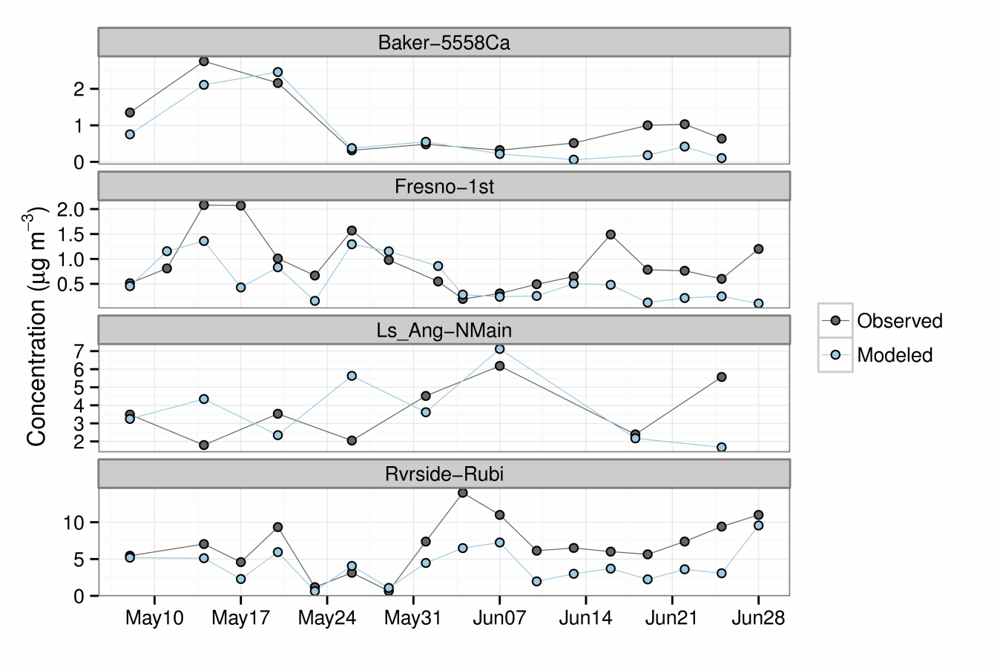 Baker−5558Ca
2
1
0
Fresno−1st
2.0
1.5
1.0
0.5
Concentration (µg m⁻³)
Ls_Ang−NMain
7
6
5
4
3
2
Observed
Modeled
Rvrside−Rubi
10
5
0
May10 May17 May24 May31 Jun07 Jun14 Jun21 Jun28